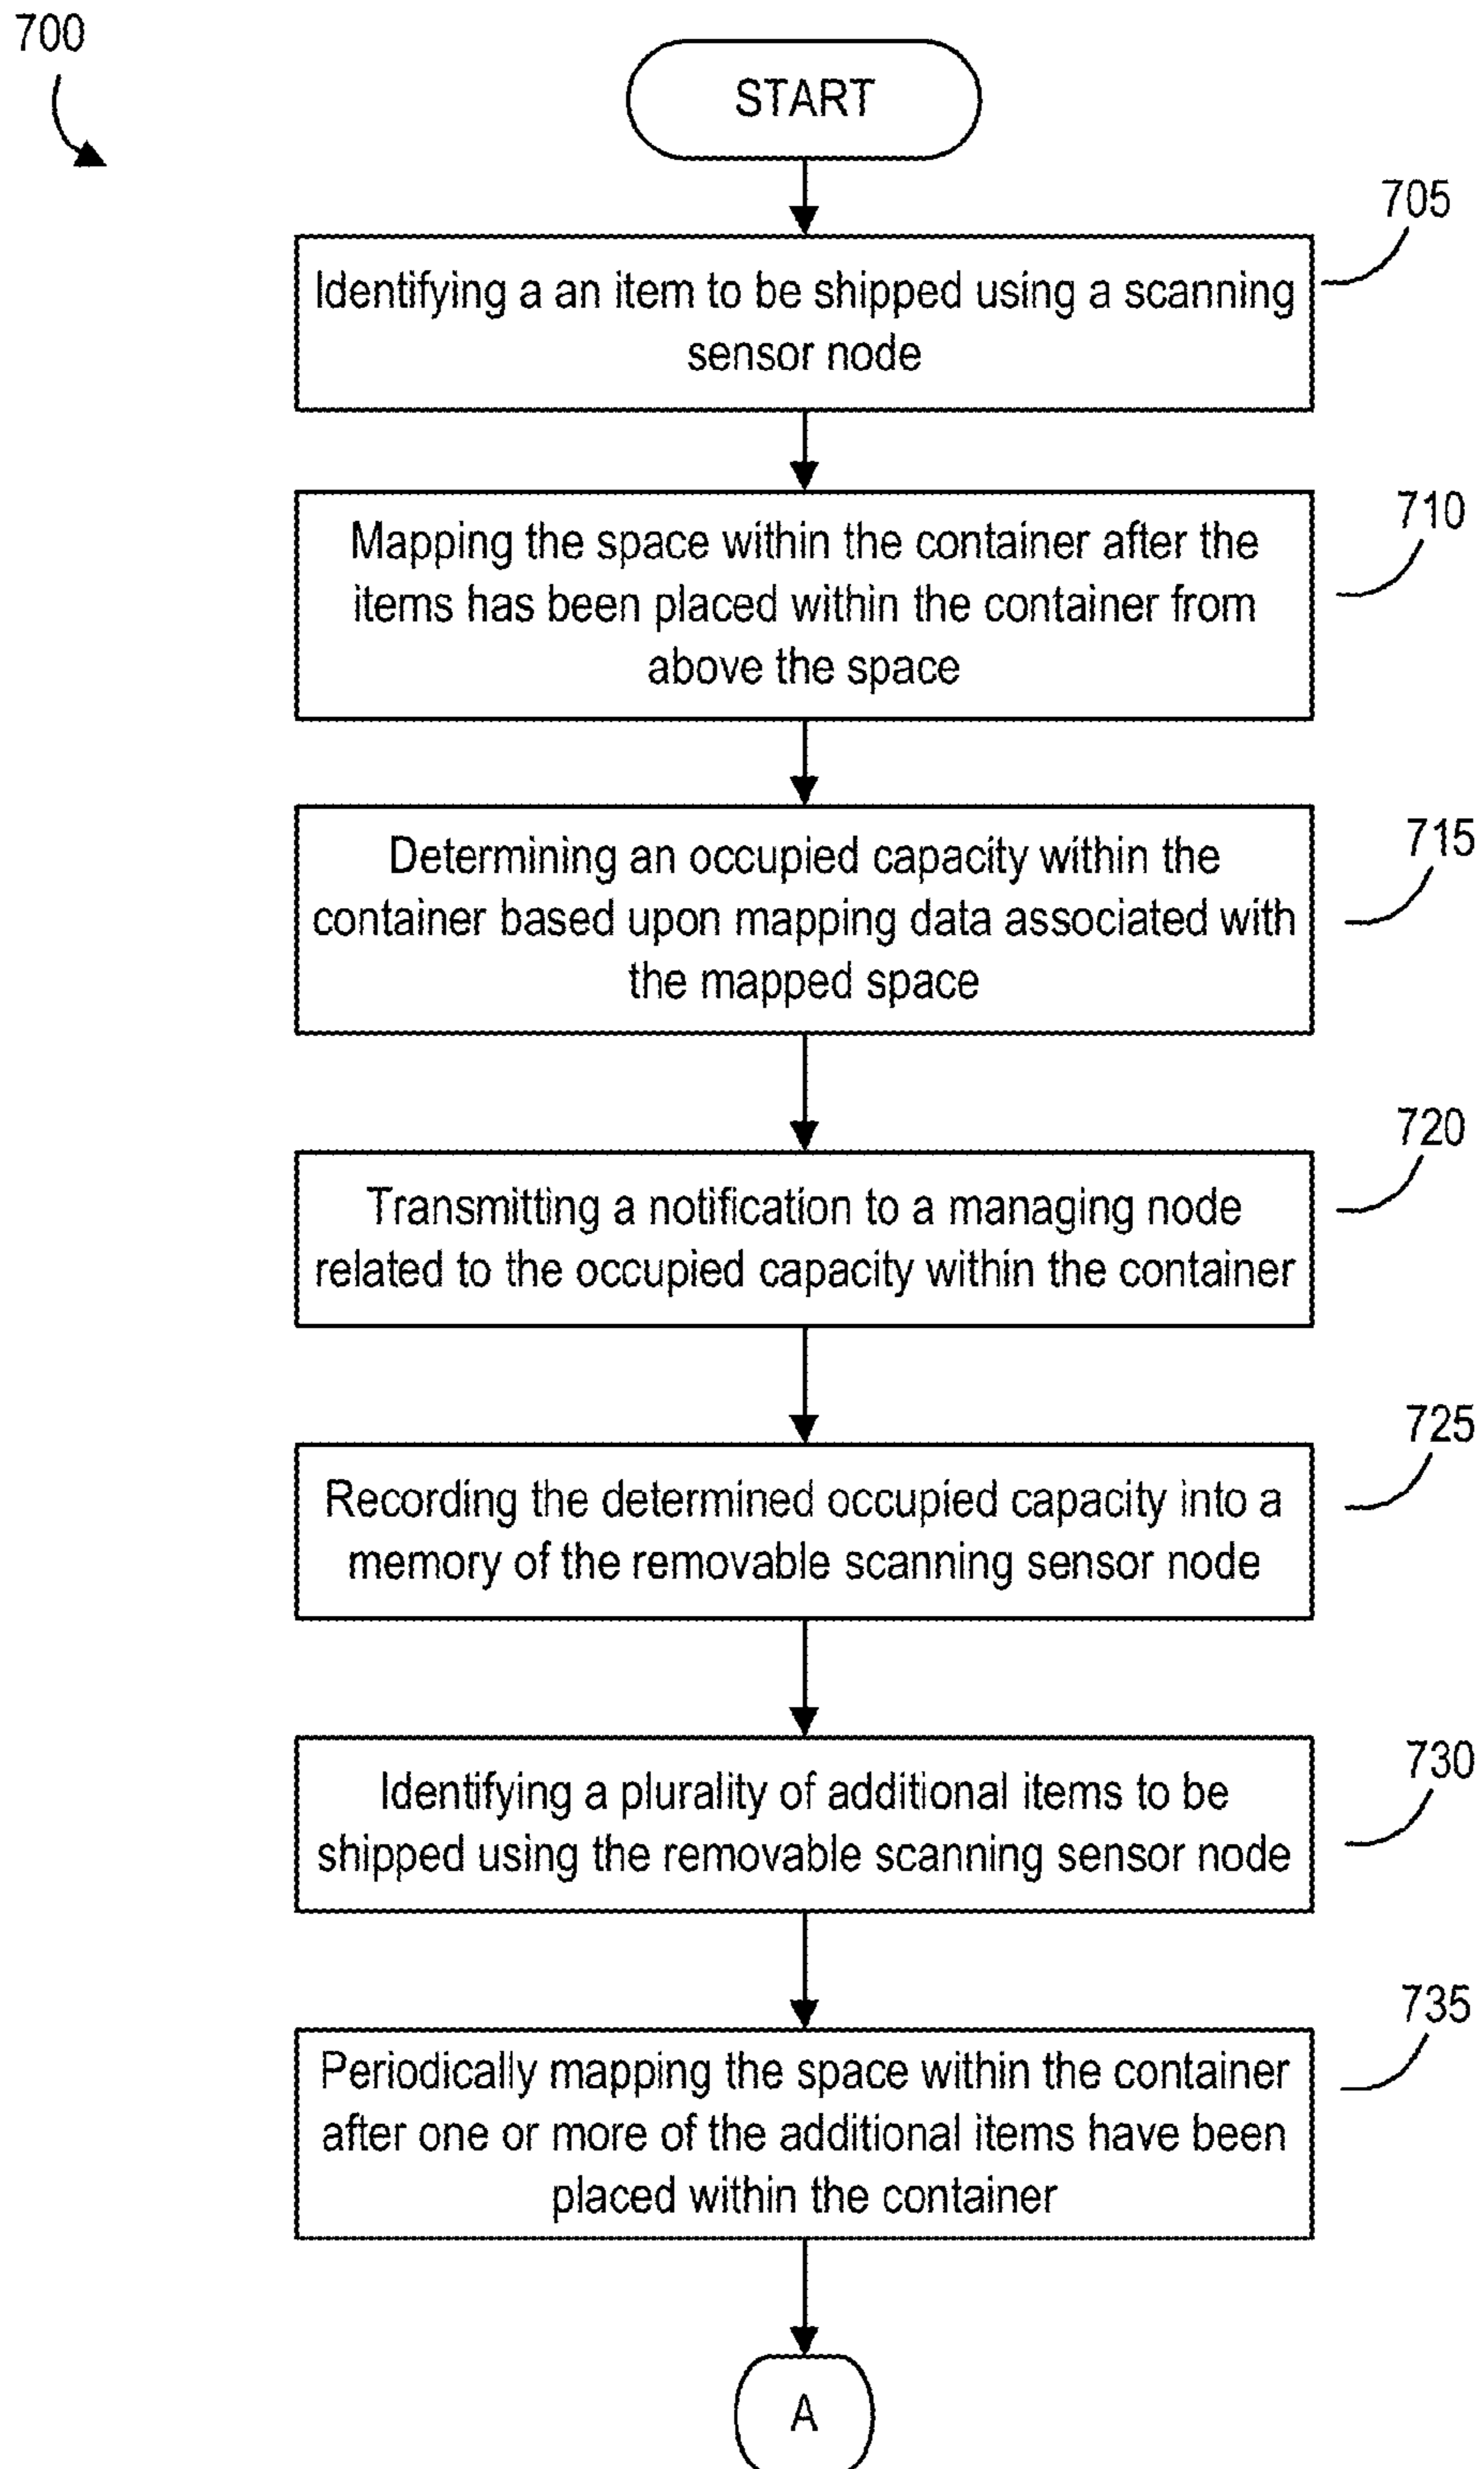 700
START
705
Identifying a an item to be shipped using a scanning
sensor node
710
Mapping the space within the container after the
items has been placed within the container from
above the space
715
Determining an occupied capacity within the
container based upon mapping data associated with
the mapped space
720
Transmitting a notification to a managing node
related to the occupied capacity within the container
725
Recording the determined occupied capacity into a
memory of the removable scanning sensor node
730
Identifying a plurality of additional items to be
shipped using the removable scanning sensor node
735
Periodically mapping the space within the container
after one or more of the additional items have been
placed within the container
A